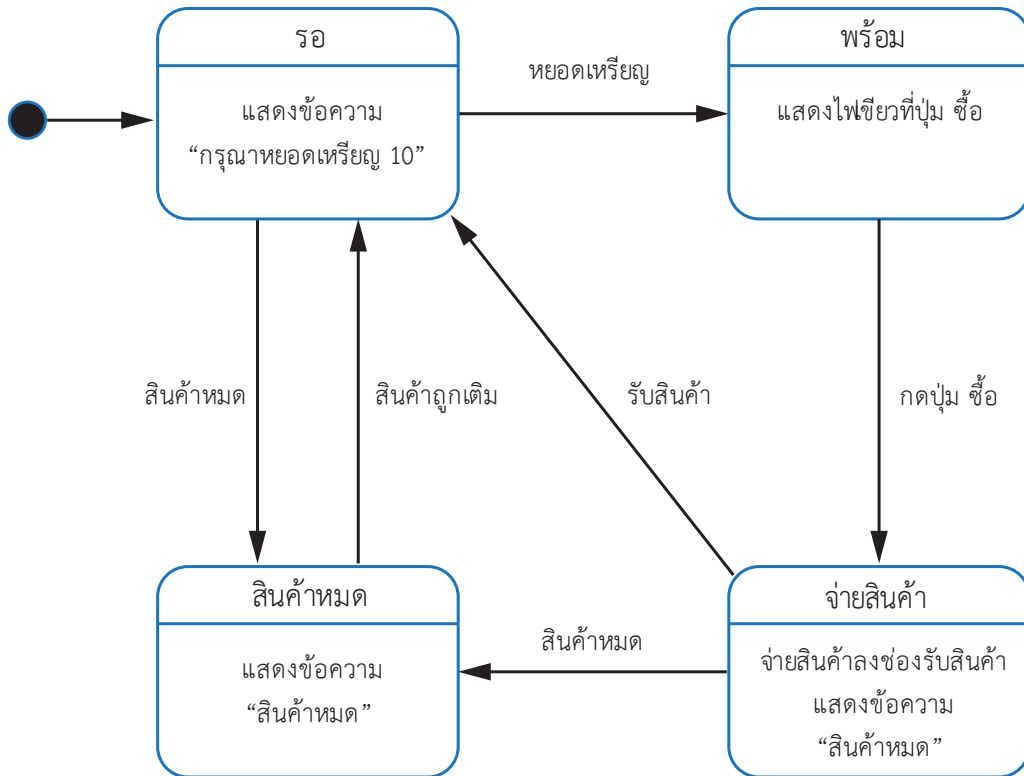 รอ
แสดงข้อความ
“กรุณาหยอดเหรียญ 10”
หยอดเหรียญ
พร้อม
แสดงไฟเขียวที่ปุ่ม ซื้อ
สินค้าหมด
สินค้าถูกเติม
รับสินค้า
กดปุ่ม ซื้อ
สินค้าหมด
แสดงข้อความ
“สินค้าหมด”
สินค้าหมด
จ่ายสินค้า
จ่ายสินค้าลงช่องรับสินค้า
แสดงข้อความ
“สินค้าหมด”